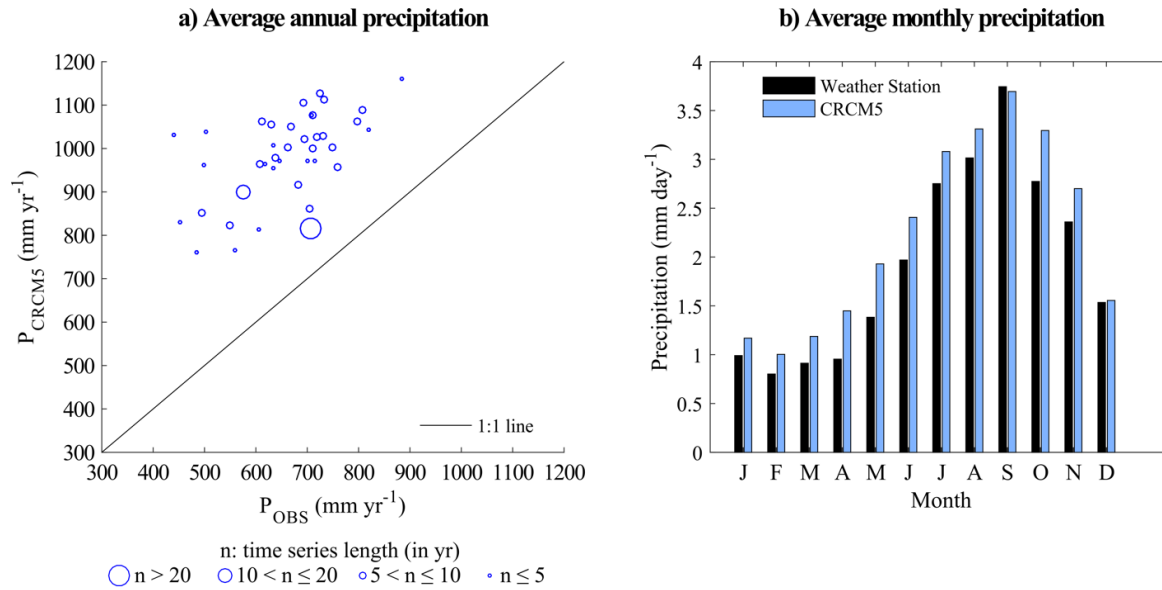 a) Average annual precipitation
1200
1100
1000
900
800
700
600
500
400
300
P_CRCM5 (mm yr⁻¹)
1:1 line
300 400 500 600 700 800 900 1000 1100 1200
P_OBS (mm yr⁻¹)
n: time series length (in yr)
n > 20 10 < n ≤ 20 5 < n ≤ 10 n ≤ 5
b) Average monthly precipitation
4
3.5
3
2.5
2
1.5
1
0.5
0
Precipitation (mm day⁻¹)
Weather Station
CRCM5
J F M A M J J A S O N D
Month